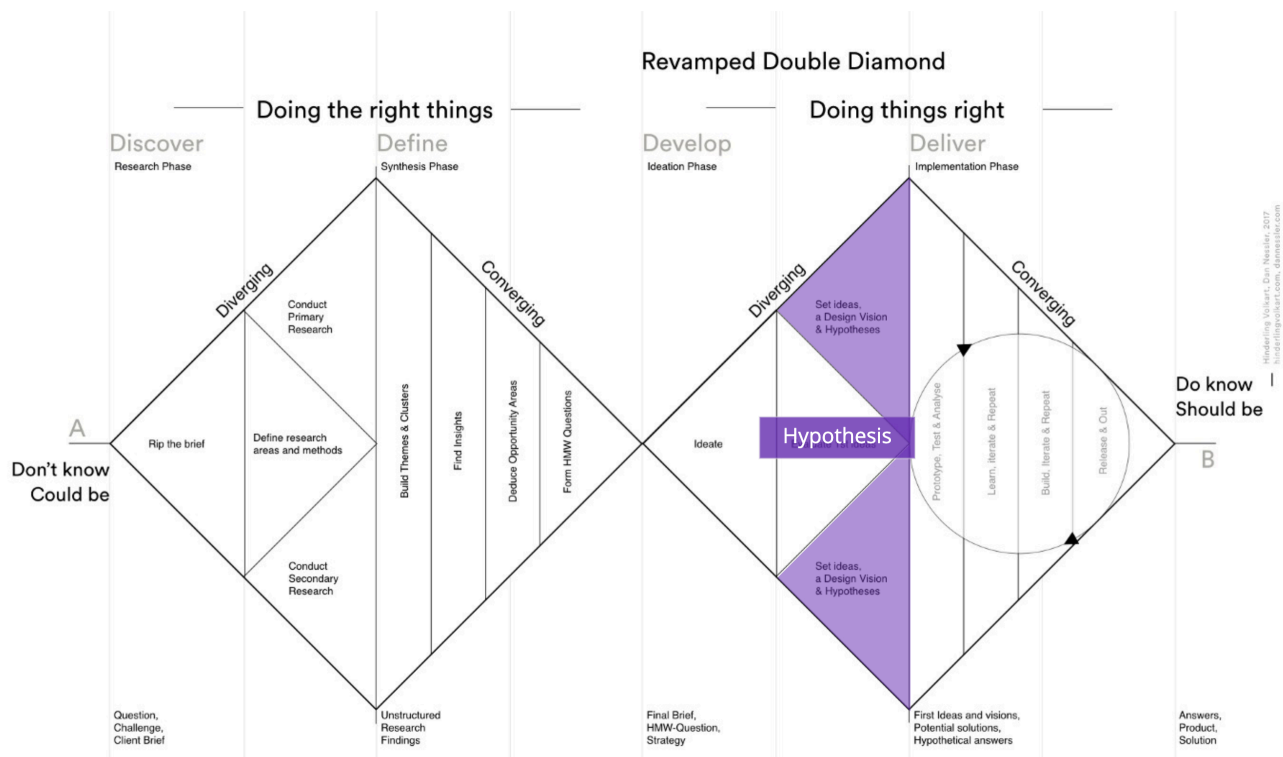 Revamped Double Diamond
Doing the right things
Doing things right
Discover
Research Phase
Define
Synthesis Phase
Develop
Ideation Phase
Deliver
Implementation Phase
Diverging
Converging
Diverging
Converging
A
Don’t know
Could be
Rip the brief
Conduct
Primary
Research
Define research
areas and methods
Conduct
Secondary
Research
Build Themes & Clusters
Find Insights
Deduce Opportunity Areas
Form HMW Questions
Ideate
Set ideas,
a Design Vision
& Hypotheses
Hypothesis
Set ideas,
a Design Vision
& Hypotheses
Prototype, Test & Analyse
Learn, iterate & Repeat
Build, Iterate & Repeat
Release & Out
Do know
Should be
B
Hinderling Volkart, Dan Nessler, 2017
hinderlingvolkart.com, dannessler.com
Question,
Challenge,
Client Brief
Unstructured
Research
Findings
Final Brief,
HMW-Question,
Strategy
First Ideas and visions,
Potential solutions,
Hypothetical answers
Answers,
Product,
Solution